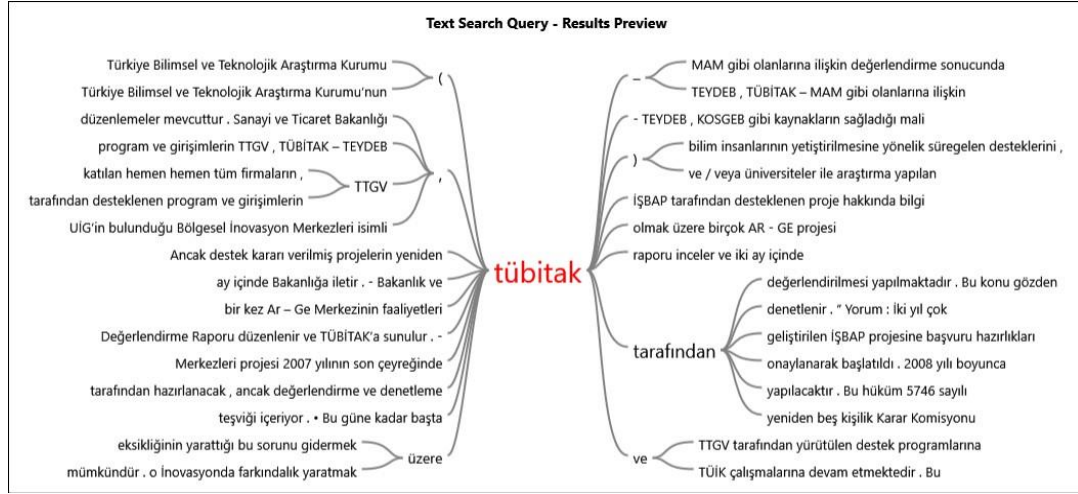 Text Search Query - Results Preview
Türkiye Bilimsel ve Teknolojik Araştırma Kurumu
Türkiye Bilimsel ve Teknolojik Araştırma Kurumu'nun
(
düzenlemeler mevcuttur . Sanayi ve Ticaret Bakanlığı
program ve girişimlerin TTGV , TÜBİTAK – TEYDEB
katılan hemen hemen tüm firmaların ,
tarafından desteklenen program ve girişimlerin
TTGV
UİG'in bulunduğu Bölgesel İnovasyon Merkezleri isimli
,
Ancak destek kararı verilmiş projelerin yeniden
ay içinde Bakanlığa iletir . - Bakanlık ve
bir kez Ar – Ge Merkezinin faaliyetleri
Değerlendirme Raporu düzenlenir ve TÜBİTAK'a sunulur . -
Merkezleri projesi 2007 yılının son çeyreğinde
tarafından hazırlanacak , ancak değerlendirme ve denetleme
teşviği içeriyor . • Bu güne kadar başta
eksikliğinin yarattığı bu sorunu gidermek
mümkündür . o İnovasyonda farkındalık yaratmak
üzere
tübitak
–
MAM gibi olanlarına ilişkin değerlendirme sonucunda
TEYDEB , TÜBİTAK – MAM gibi olanlarına ilişkin
- TEYDEB , KOSGEB gibi kaynakların sağladığı mali
)
bilim insanlarının yetiştirilmesine yönelik süregelen desteklerini ,
ve / veya üniversiteler ile araştırma yapılan
İŞBAP tarafından desteklenen proje hakkında bilgi
olmak üzere birçok AR - GE projesi
raporu inceler ve iki ay içinde
tarafından
değerlendirilmesi yapılmaktadır . Bu konu gözden
denetlenir . " Yorum : İki yıl çok
geliştirilen İŞBAP projesine başvuru hazırlıkları
onaylanarak başlatıldı . 2008 yılı boyunca
yapılacaktır . Bu hüküm 5746 sayılı
yeniden beş kişilik Karar Komisyonu
ve
TTGV tarafından yürütülen destek programlarına
TÜİK çalışmalarına devam etmektedir . Bu